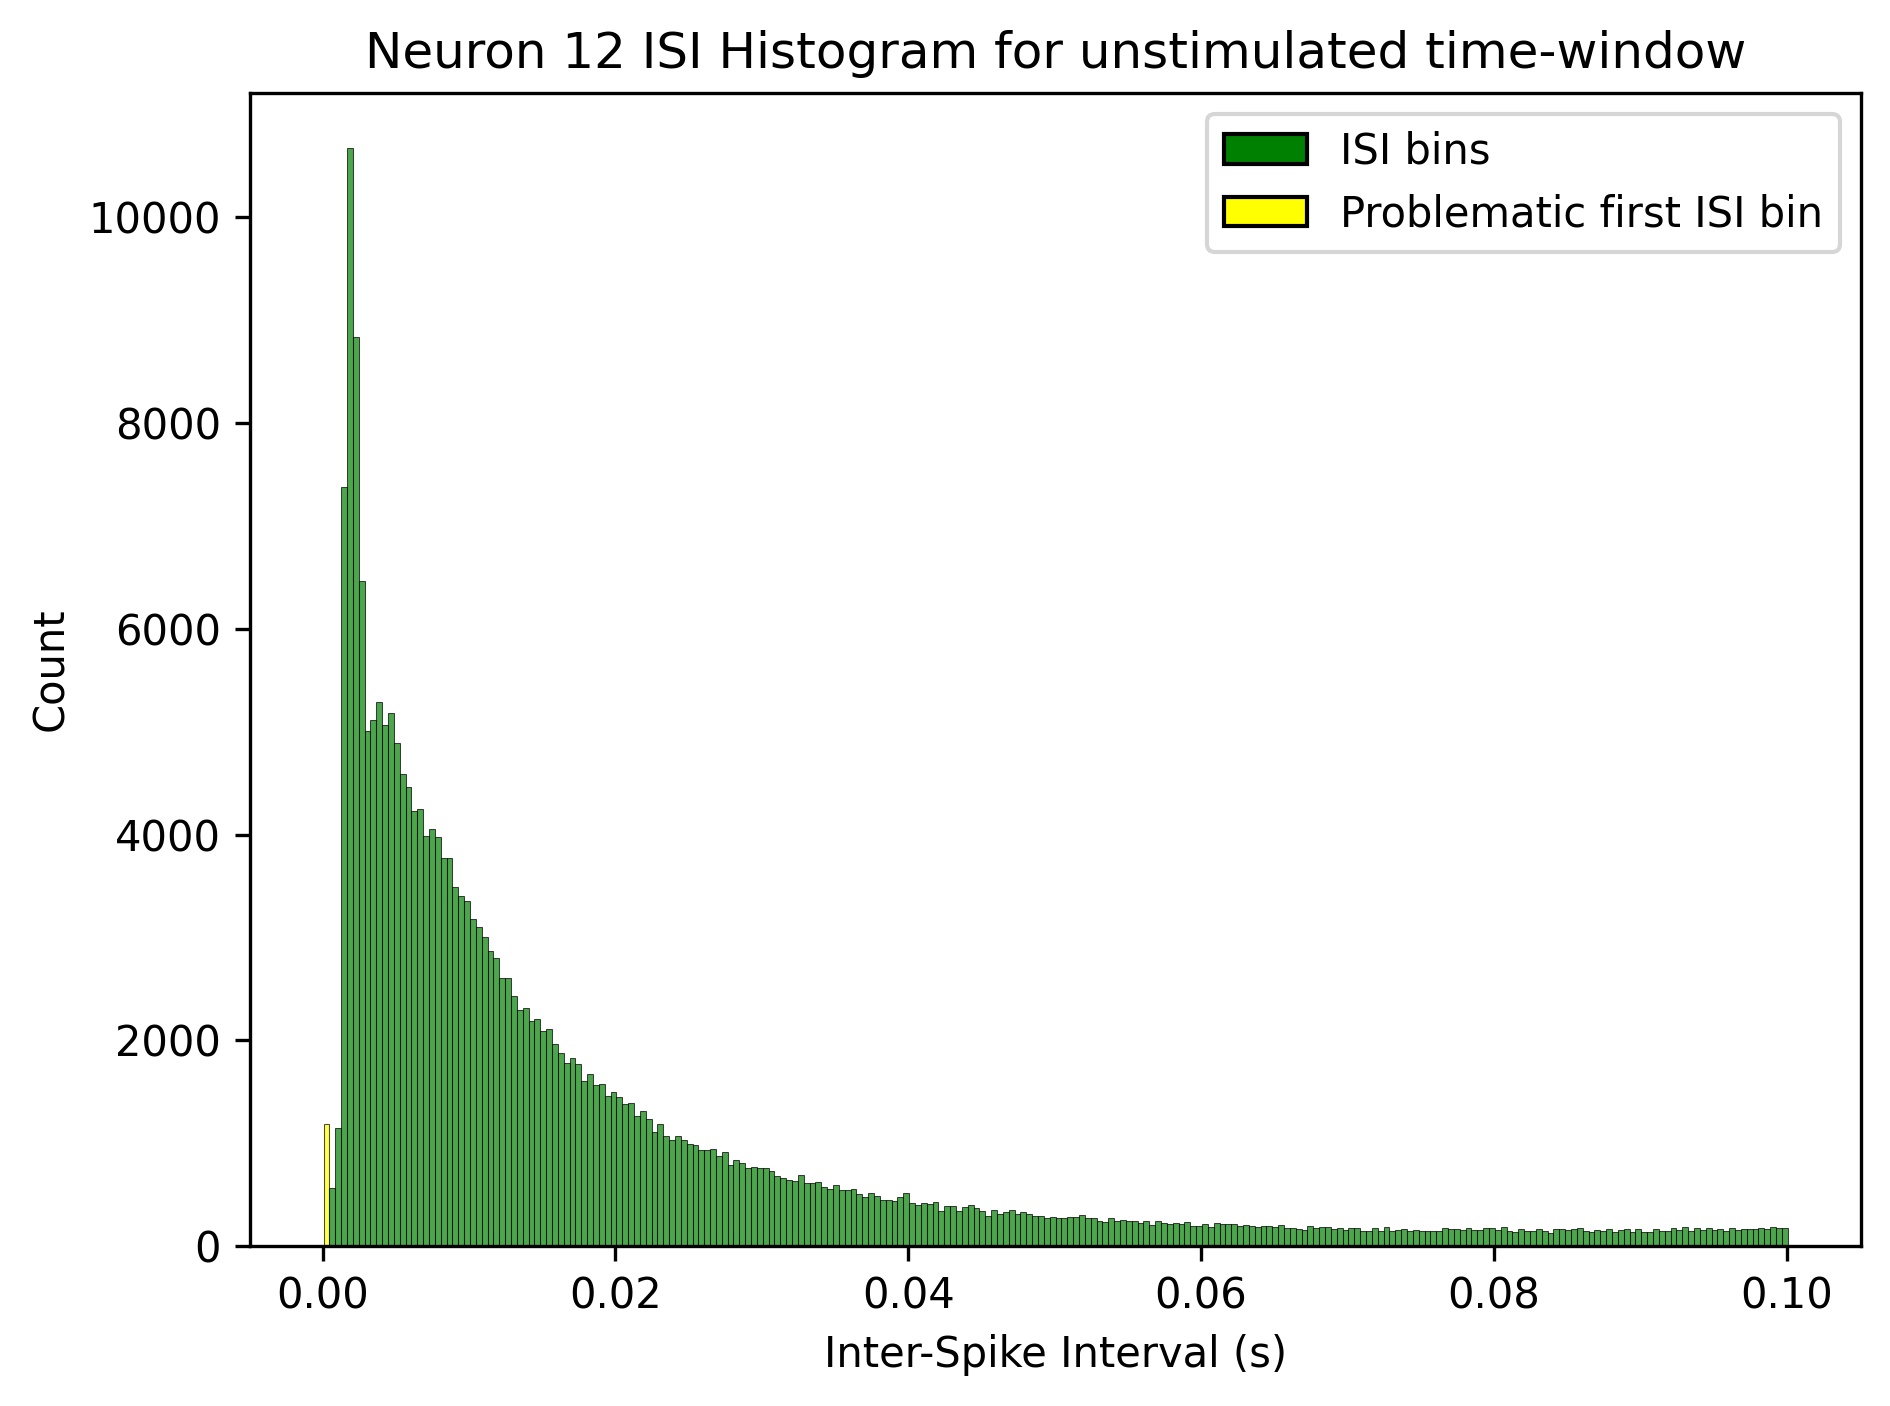 Neuron 12 ISI Histogram for unstimulated time-window
ISI bins
Problematic first ISI bin
10000
8000
6000
4000
2000
0
Count
0.00 0.02 0.04 0.06 0.08 0.10
Inter-Spike Interval (s)